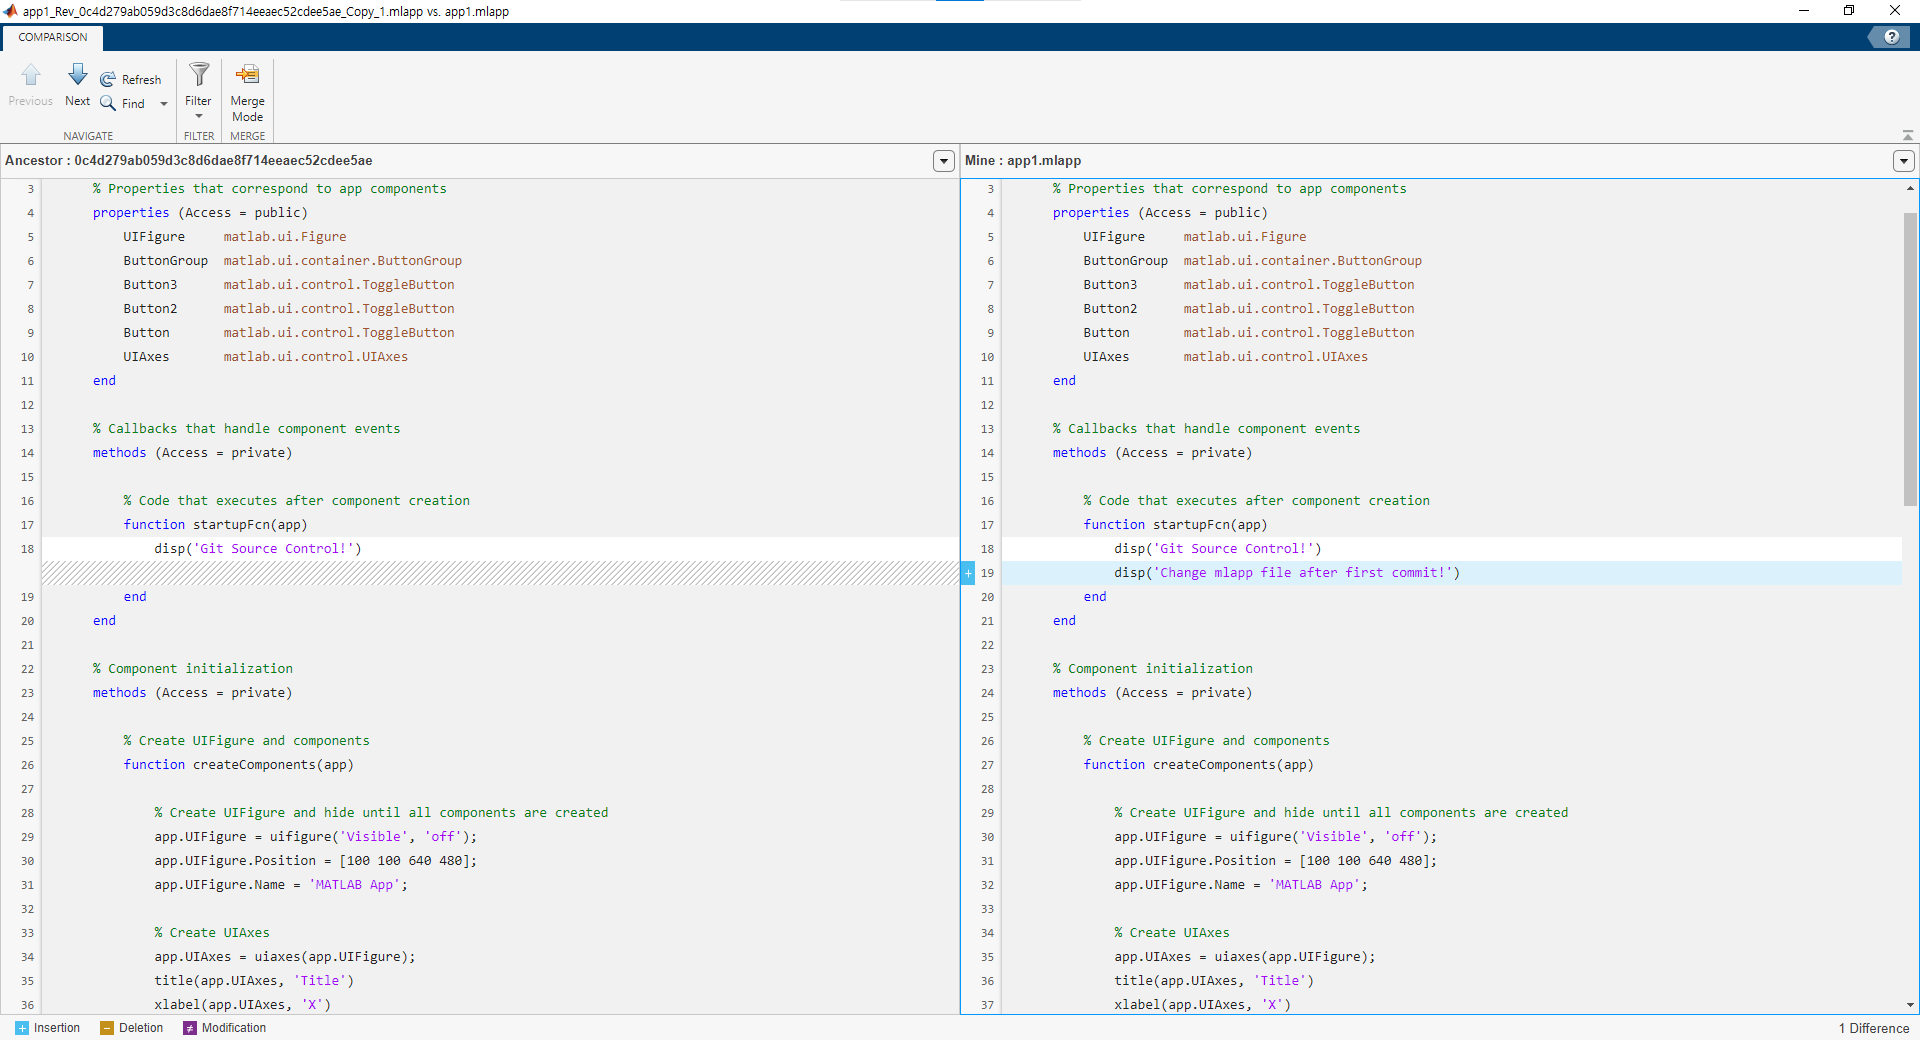 app1_Rev_0c4d279ab059d3c8d6dae8f714eeaec52cdee5ae_Copy_1.mlapp vs. app1.mlapp
COMPARISON
?
Previous
Next
Refresh
Find
Filter
Merge
Mode
NAVIGATE
FILTER
MERGE
Ancestor : 0c4d279ab059d3c8d6dae8f714eeaec52cdee5ae
3 % Properties that correspond to app components
4 properties (Access = public)
5 UIFigure matlab.ui.Figure
6 ButtonGroup matlab.ui.container.ButtonGroup
7 Button3 matlab.ui.control.ToggleButton
8 Button2 matlab.ui.control.ToggleButton
9 Button matlab.ui.control.ToggleButton
10 UIAxes matlab.ui.control.UIAxes
11 end
12
13 % Callbacks that handle component events
14 methods (Access = private)
15
16 % Code that executes after component creation
17 function startupFcn(app)
18 disp('Git Source Control!')
19 end
20 end
21
22 % Component initialization
23 methods (Access = private)
24
25 % Create UIFigure and components
26 function createComponents(app)
27
28 % Create UIFigure and hide until all components are created
29 app.UIFigure = uifigure('Visible', 'off');
30 app.UIFigure.Position = [100 100 640 480];
31 app.UIFigure.Name = 'MATLAB App';
32
33 % Create UIAxes
34 app.UIAxes = uiaxes(app.UIFigure);
35 title(app.UIAxes, 'Title')
36 xlabel(app.UIAxes, 'X')
Mine : app1.mlapp
3 % Properties that correspond to app components
4 properties (Access = public)
5 UIFigure matlab.ui.Figure
6 ButtonGroup matlab.ui.container.ButtonGroup
7 Button3 matlab.ui.control.ToggleButton
8 Button2 matlab.ui.control.ToggleButton
9 Button matlab.ui.control.ToggleButton
10 UIAxes matlab.ui.control.UIAxes
11 end
12
13 % Callbacks that handle component events
14 methods (Access = private)
15
16 % Code that executes after component creation
17 function startupFcn(app)
18 disp('Git Source Control!')
+ 19 disp('Change mlapp file after first commit!')
20 end
21 end
22
23 % Component initialization
24 methods (Access = private)
25
26 % Create UIFigure and components
27 function createComponents(app)
28
29 % Create UIFigure and hide until all components are created
30 app.UIFigure = uifigure('Visible', 'off');
31 app.UIFigure.Position = [100 100 640 480];
32 app.UIFigure.Name = 'MATLAB App';
33
34 % Create UIAxes
35 app.UIAxes = uiaxes(app.UIFigure);
36 title(app.UIAxes, 'Title')
37 xlabel(app.UIAxes, 'X')
+ Insertion
− Deletion
≠ Modification
1 Difference